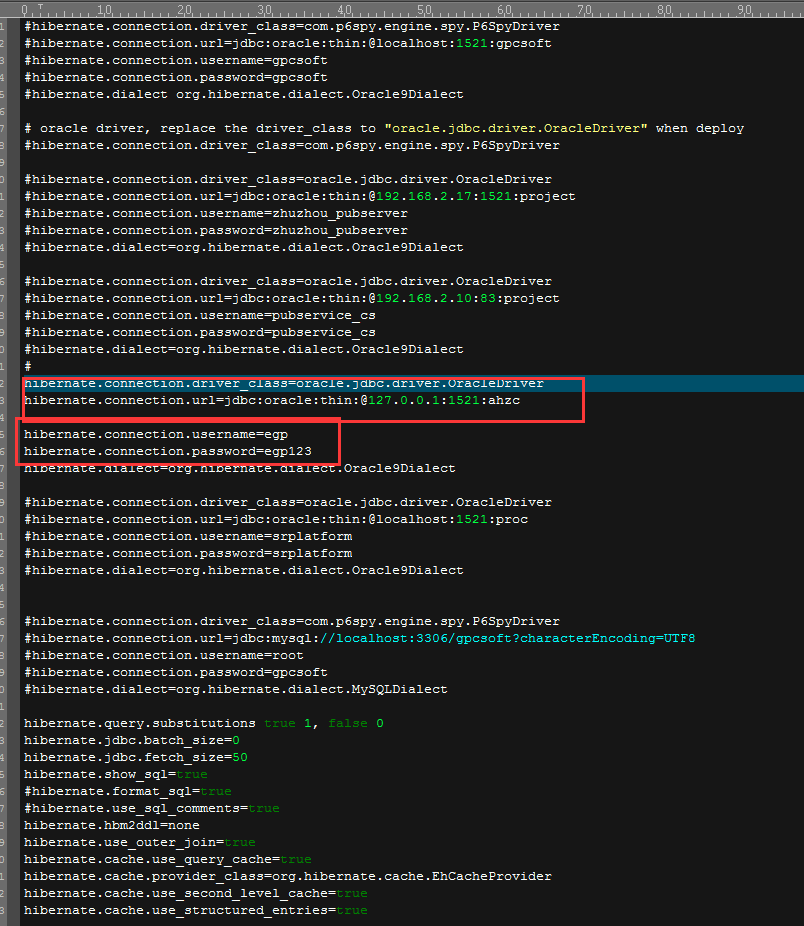 0 10 20 30 40 50 60 70 80 90
#hibernate.connection.driver_class=com.p6spy.engine.spy.P6SpyDriver
#hibernate.connection.url=jdbc:oracle:thin:@localhost:1521:gpcsoft
#hibernate.connection.username=gpcsoft
#hibernate.connection.password=gpcsoft
#hibernate.dialect org.hibernate.dialect.Oracle9Dialect
# oracle driver, replace the driver_class to "oracle.jdbc.driver.OracleDriver" when deploy
#hibernate.connection.driver_class=com.p6spy.engine.spy.P6SpyDriver
#hibernate.connection.driver_class=oracle.jdbc.driver.OracleDriver
#hibernate.connection.url=jdbc:oracle:thin:@192.168.2.17:1521:project
#hibernate.connection.username=zhuzhou_pubserver
#hibernate.connection.password=zhuzhou_pubserver
#hibernate.dialect=org.hibernate.dialect.Oracle9Dialect
#hibernate.connection.driver_class=oracle.jdbc.driver.OracleDriver
#hibernate.connection.url=jdbc:oracle:thin:@192.168.2.10:83:project
#hibernate.connection.username=pubservice_cs
#hibernate.connection.password=pubservice_cs
#hibernate.dialect=org.hibernate.dialect.Oracle9Dialect
#
hibernate.connection.driver_class=oracle.jdbc.driver.OracleDriver
hibernate.connection.url=jdbc:oracle:thin:@127.0.0.1:1521:ahzc
hibernate.connection.username=egp
hibernate.connection.password=egp123
hibernate.dialect=org.hibernate.dialect.Oracle9Dialect
#hibernate.connection.driver_class=oracle.jdbc.driver.OracleDriver
#hibernate.connection.url=jdbc:oracle:thin:@localhost:1521:proc
#hibernate.connection.username=srplatform
#hibernate.connection.password=srplatform
#hibernate.dialect=org.hibernate.dialect.Oracle9Dialect
#hibernate.connection.driver_class=com.p6spy.engine.spy.P6SpyDriver
#hibernate.connection.url=jdbc:mysql://localhost:3306/gpcsoft?characterEncoding=UTF8
#hibernate.connection.username=root
#hibernate.connection.password=gpcsoft
#hibernate.dialect=org.hibernate.dialect.MySQLDialect
hibernate.query.substitutions true 1, false 0
hibernate.jdbc.batch_size=0
hibernate.jdbc.fetch_size=50
hibernate.show_sql=true
#hibernate.format_sql=true
#hibernate.use_sql_comments=true
hibernate.hbm2ddl=none
hibernate.use_outer_join=true
hibernate.cache.use_query_cache=true
hibernate.cache.provider_class=org.hibernate.cache.EhCacheProvider
hibernate.cache.use_second_level_cache=true
hibernate.cache.use_structured_entries=true